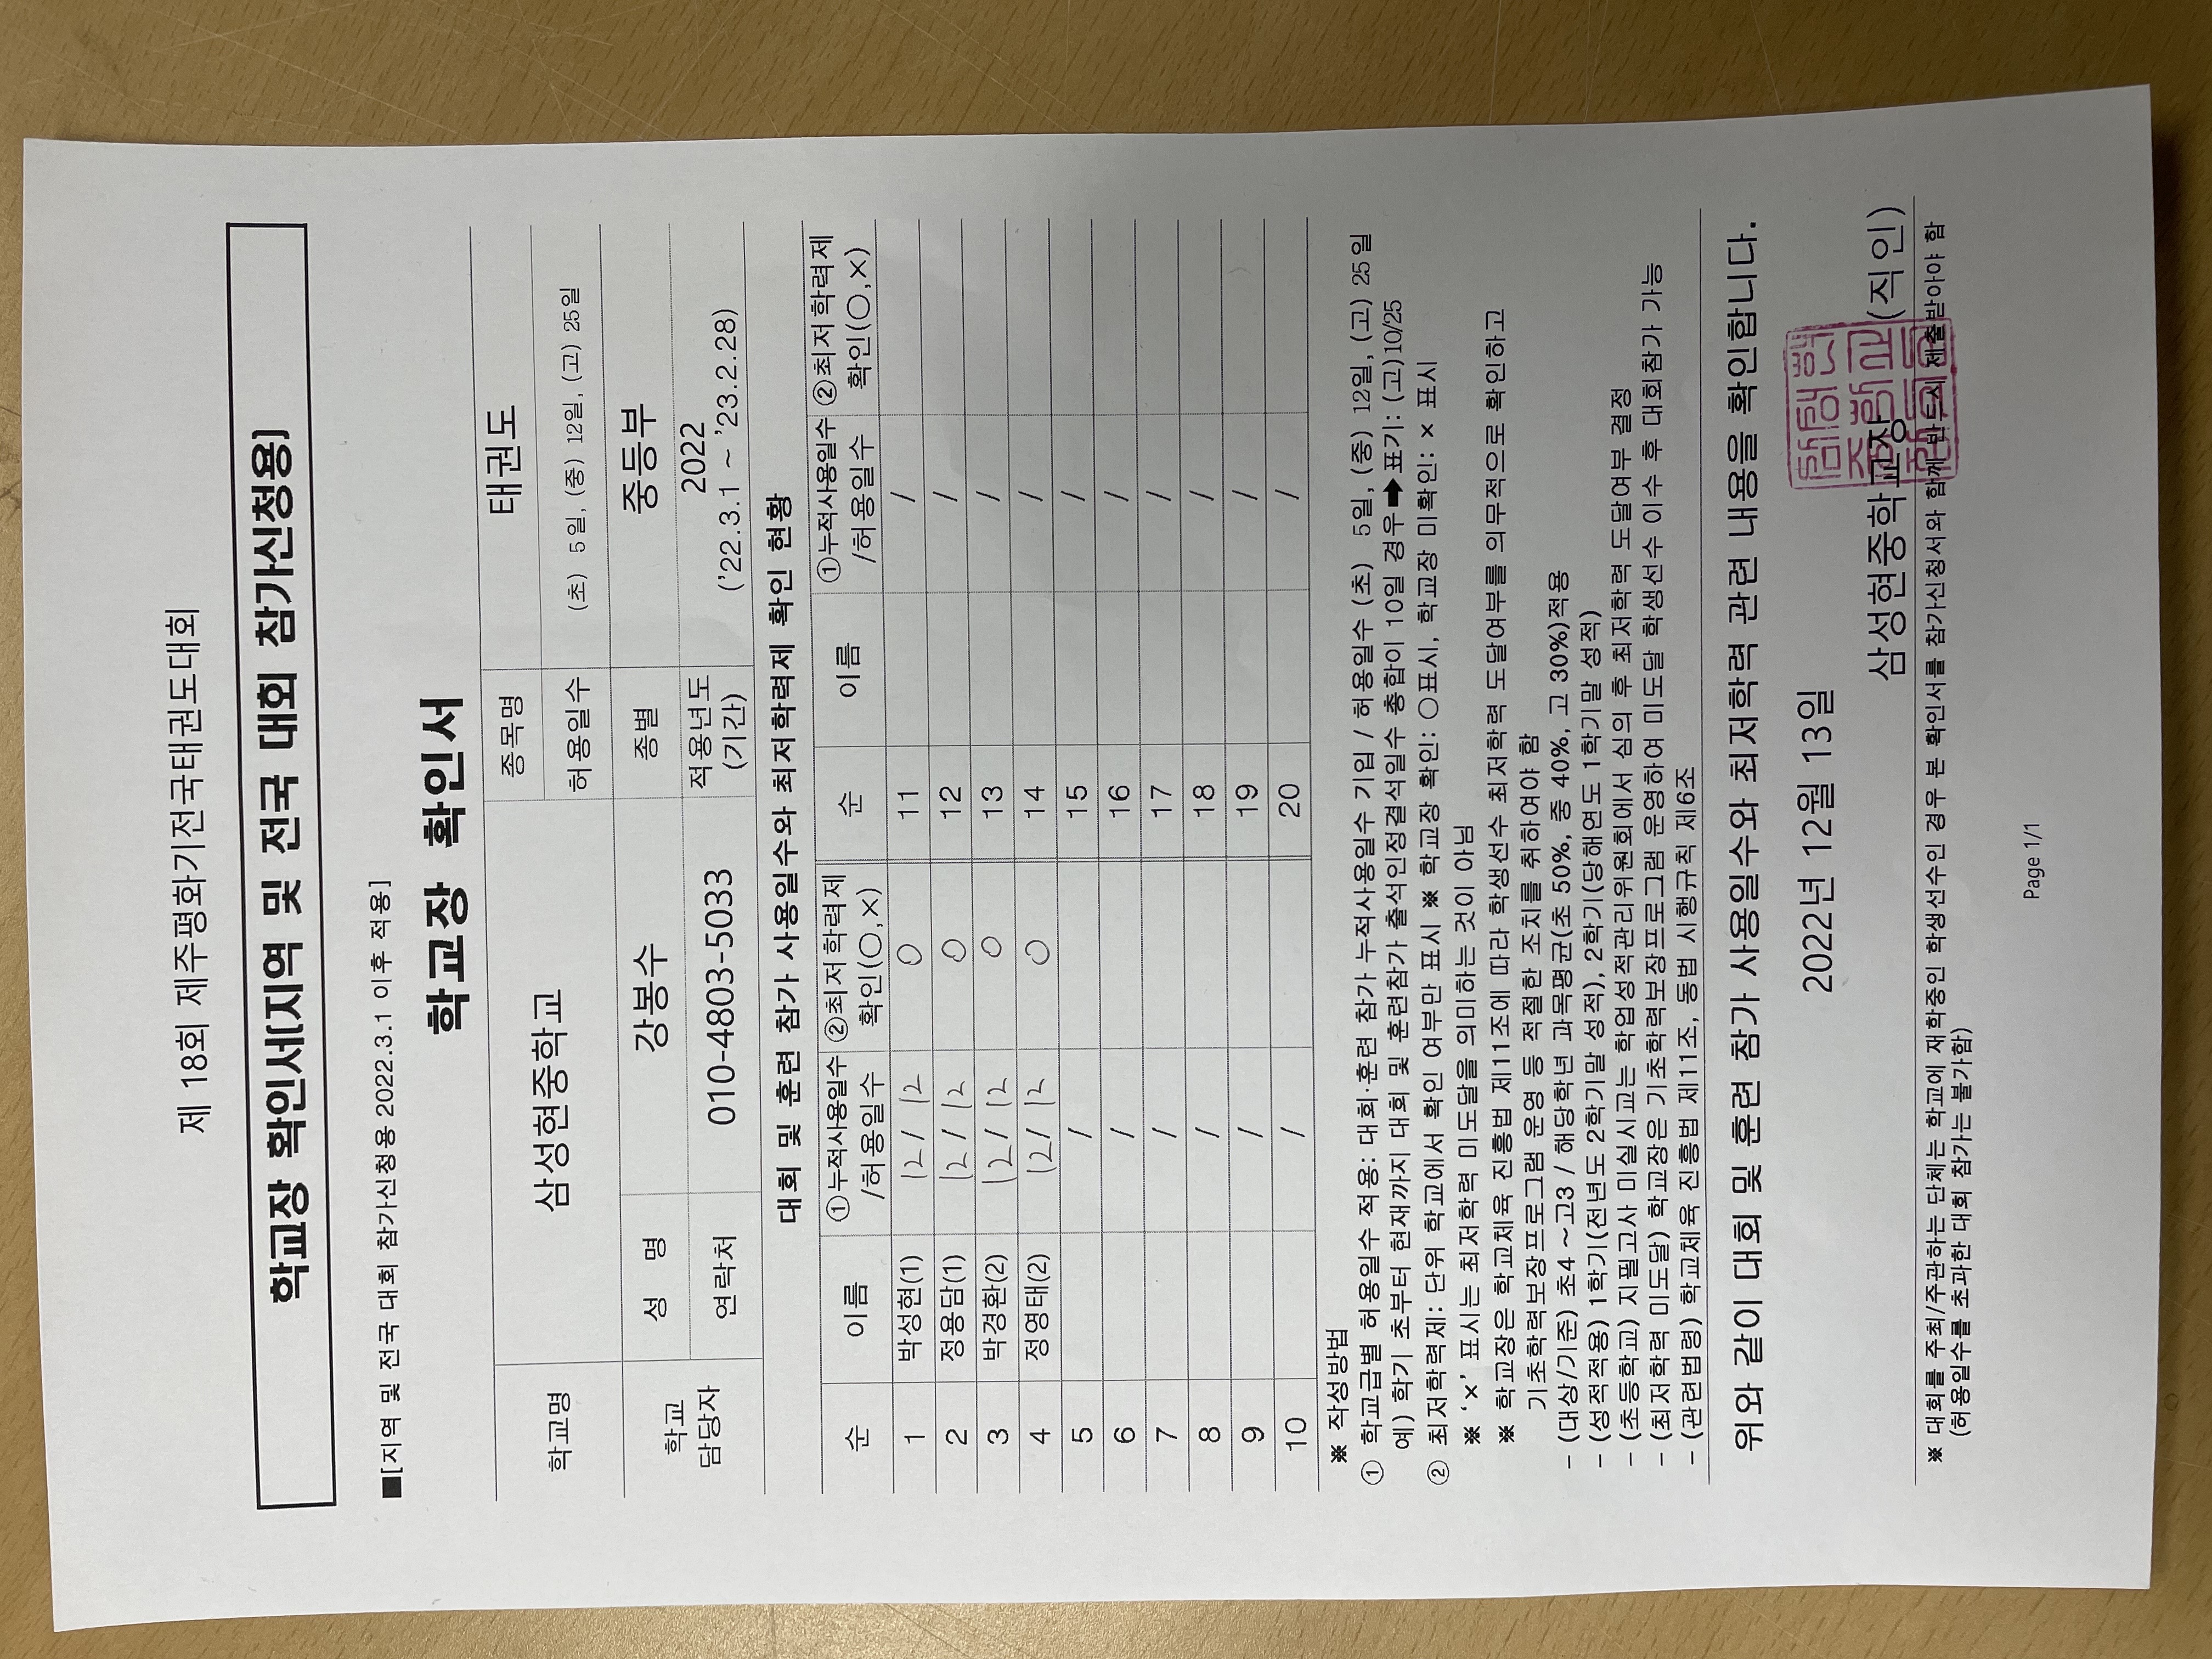 제 18회 제주평화기전국태권도대회
학교장 확인서[지역 및 전국 대회 참가신청용]
■[지역 및 전국 대회 참가신청용 2022.3.1 이후 적용]
학교장 확인서
학교명 삼성현중학교 종목명 태권도
허용일수 (초) 5일, (중) 12일, (고) 25일
학교 담당자 성 명 강봉수 종별 중등부
연락처 010-4803-5033 적용년도 (기간) 2022 ('22.3.1 ~ '23.2.28)
대회 및 훈련 참가 사용일수와 최저학력제 확인 현황
순 이름 ①누적사용일수 /허용일수 ②최저학력제 확인(○,×) 순 이름 ①누적사용일수 /허용일수 ②최저학력제 확인(○,×)
1 박성현(1) 12/12 ○ 11 /
2 정용담(1) 12/12 ○ 12 /
3 박경환(2) 12/12 ○ 13 /
4 정영태(2) 12/12 ○ 14 /
5 / 15 /
6 / 16 /
7 / 17 /
8 / 18 /
9 / 19 /
10 / 20 /
※ 작성방법
① 학교급별 허용일수 적용: 대회·훈련 참가 누적사용일수 기입 / 허용일수 (초) 5일, (중) 12일, (고) 25일
예) 학기 초부터 현재까지 대회 및 훈련참가 출석인정결석일수 총합이 10일 경우➡표기: (고)10/25
② 최저학력제: 단위 학교에서 확인 여부만 표시 ※ 학교장 확인: ○표시, 학교장 미확인: × 표시
※ '×' 표시는 최저학력 미도달을 의미하는 것이 아님
※ 학교장은 학교체육 진흥법 제11조에 따라 학생선수 최저학력 도달여부를 의무적으로 확인하고
기초학력보장프로그램 운영 등 적절한 조치를 취하여야 함
- (대상/기준) 초4 ~고3 / 해당학년 과목평균(초 50%, 중 40%, 고 30%)적용
- (성적적용) 1학기(전년도 2학기말 성적), 2학기(당해연도 1학기말 성적)
- (초등학교) 지필고사 미실시교는 학업성적관리위원회에서 심의 후 최저학력 도달여부 결정
- (최저학력 미도달) 학교장은 기초학력보장프로그램 운영하여 미도달 학생선수 이수 후 대회참가 가능
- (관련법령) 학교체육 진흥법 제11조, 동법 시행규칙 제6조
위와 같이 대회 및 훈련 참가 사용일수와 최저학력 관련 내용을 확인합니다.
2022년 12월 13일
삼성현중학교장 (직인)
※ 대회를 주최/주관하는 단체는 학교에 재학중인 학생선수인 경우 본 확인서를 참가신청서와 함께 반드시 제출받아야 함
(허용일수를 초과한 대회 참가는 불가함)
Page 1/1